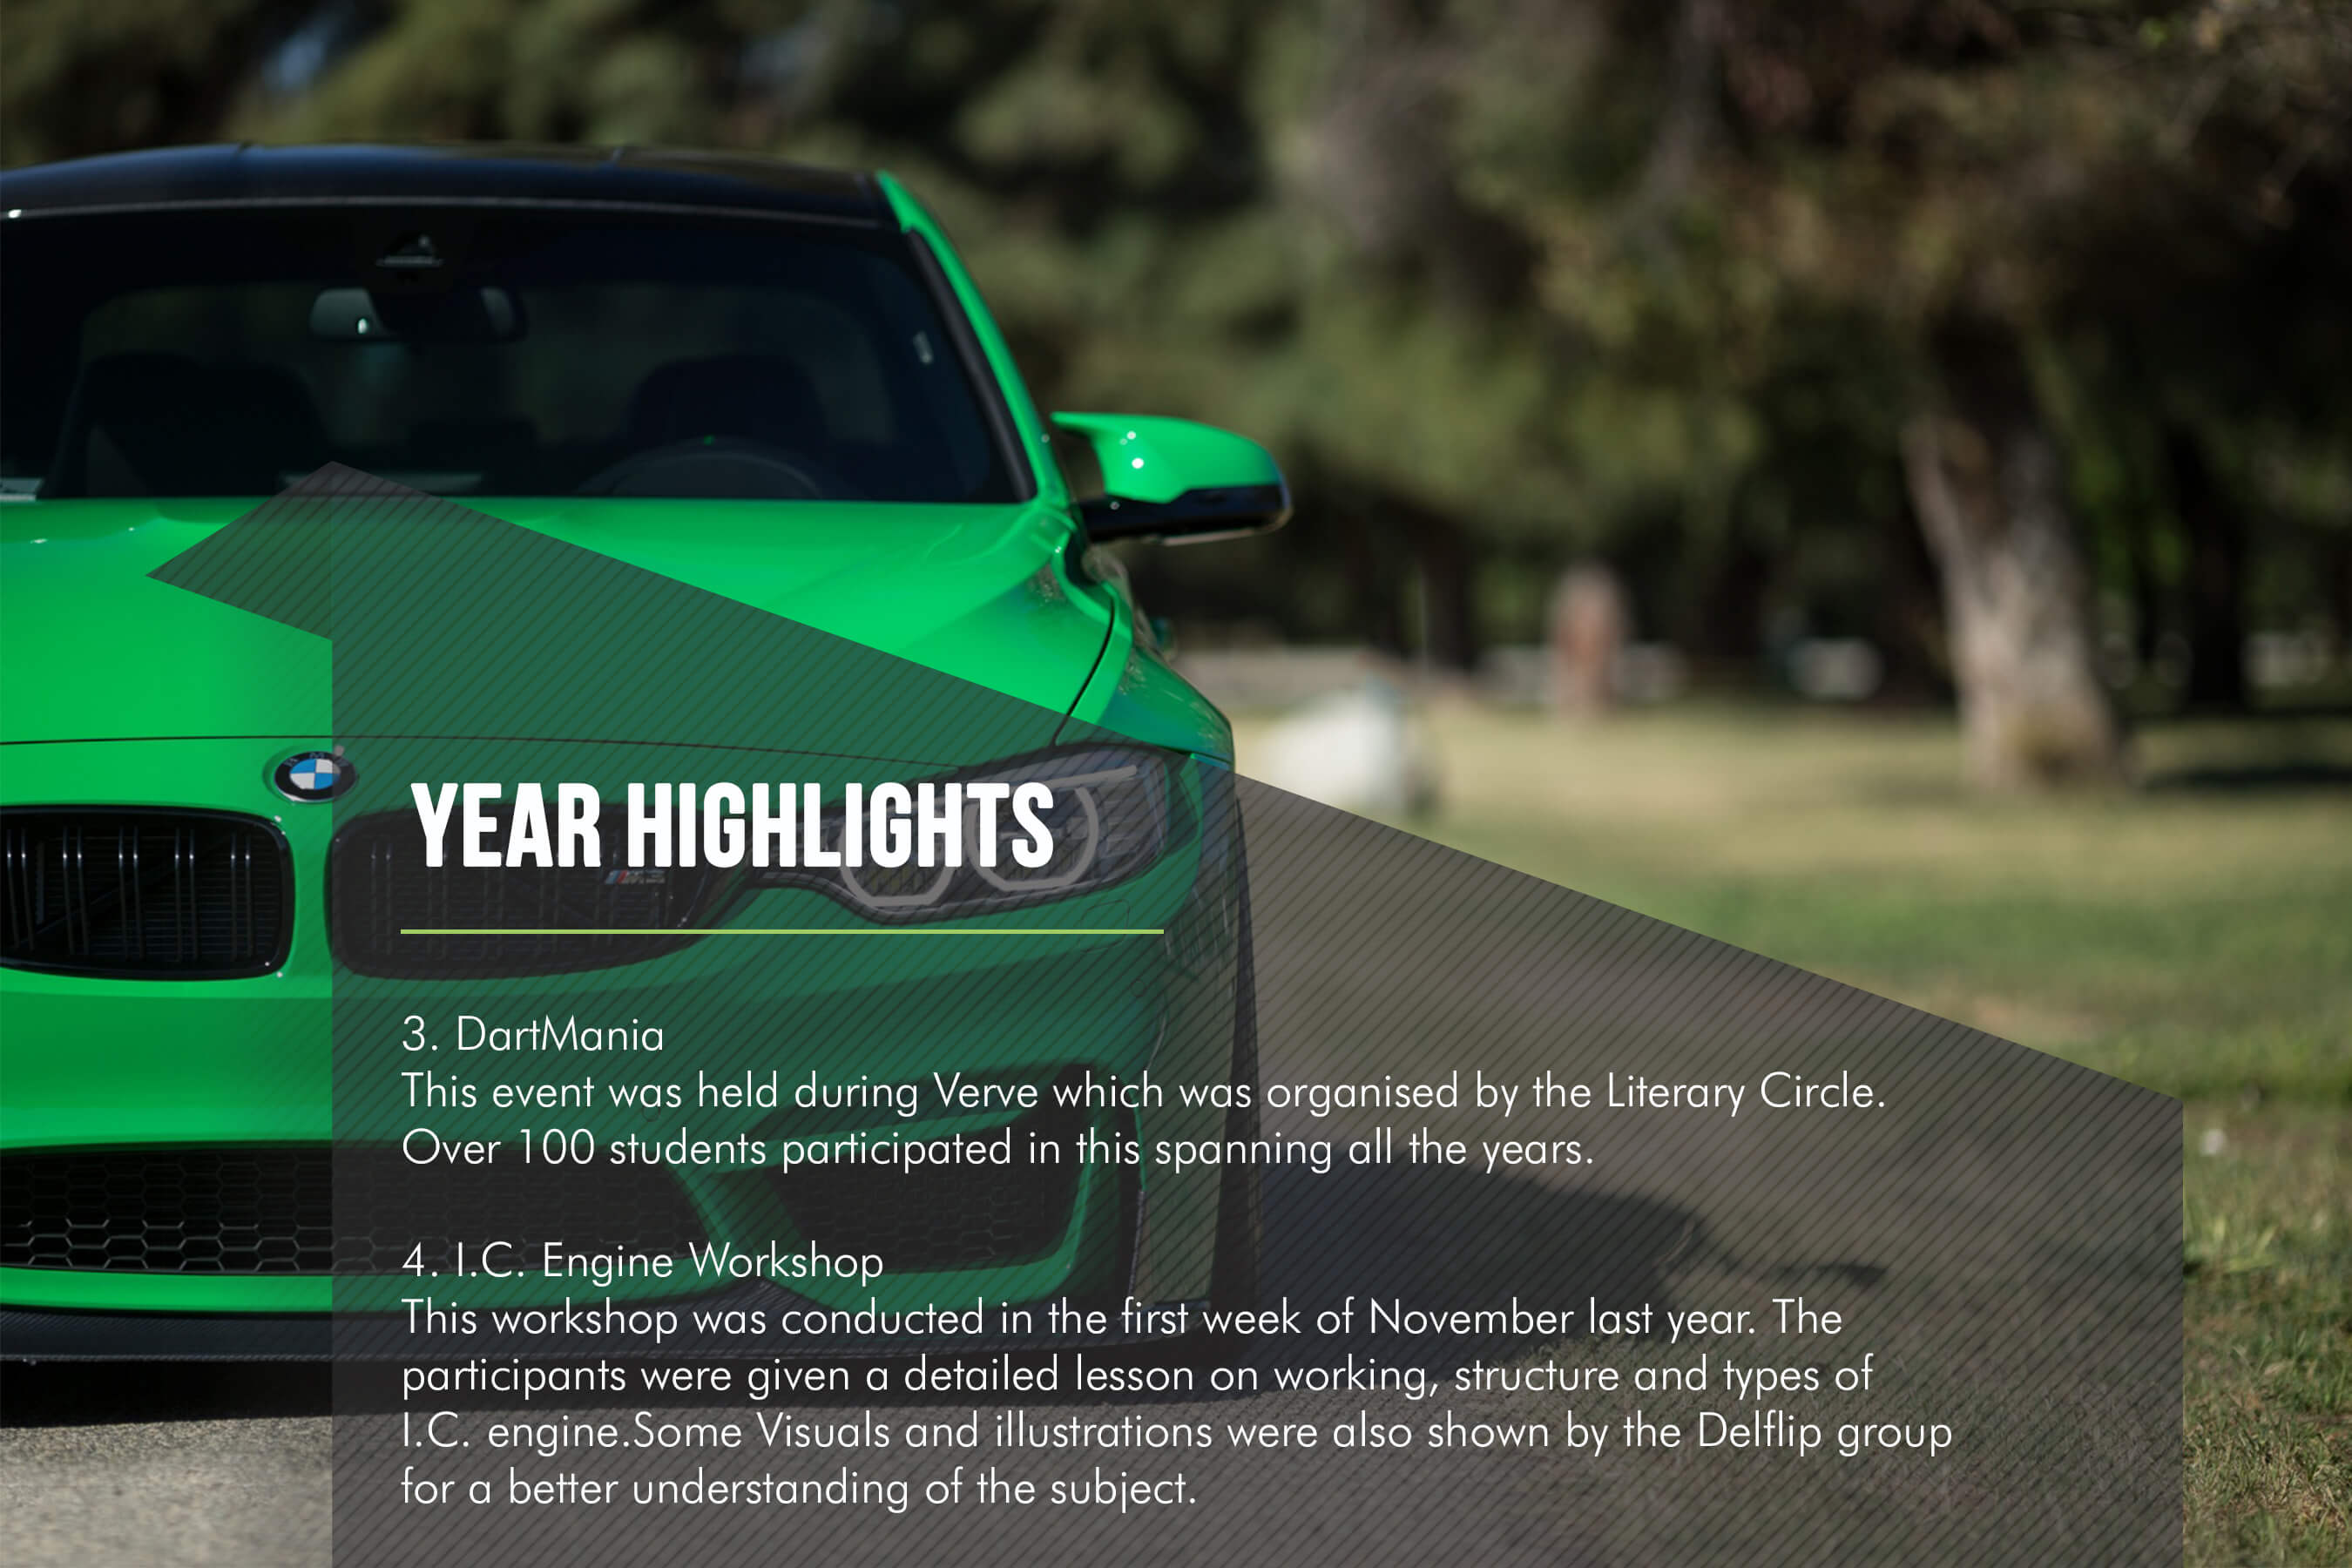 YEAR HIGHLIGHTS
3. DartMania
This event was held during Verve which was organised by the Literary Circle.
Over 100 students participated in this spanning all the years.
4. I.C. Engine Workshop
This workshop was conducted in the first week of November last year. The
participants were given a detailed lesson on working, structure and types of
I.C. engine.Some Visuals and illustrations were also shown by the Delflip group
for a better understanding of the subject.